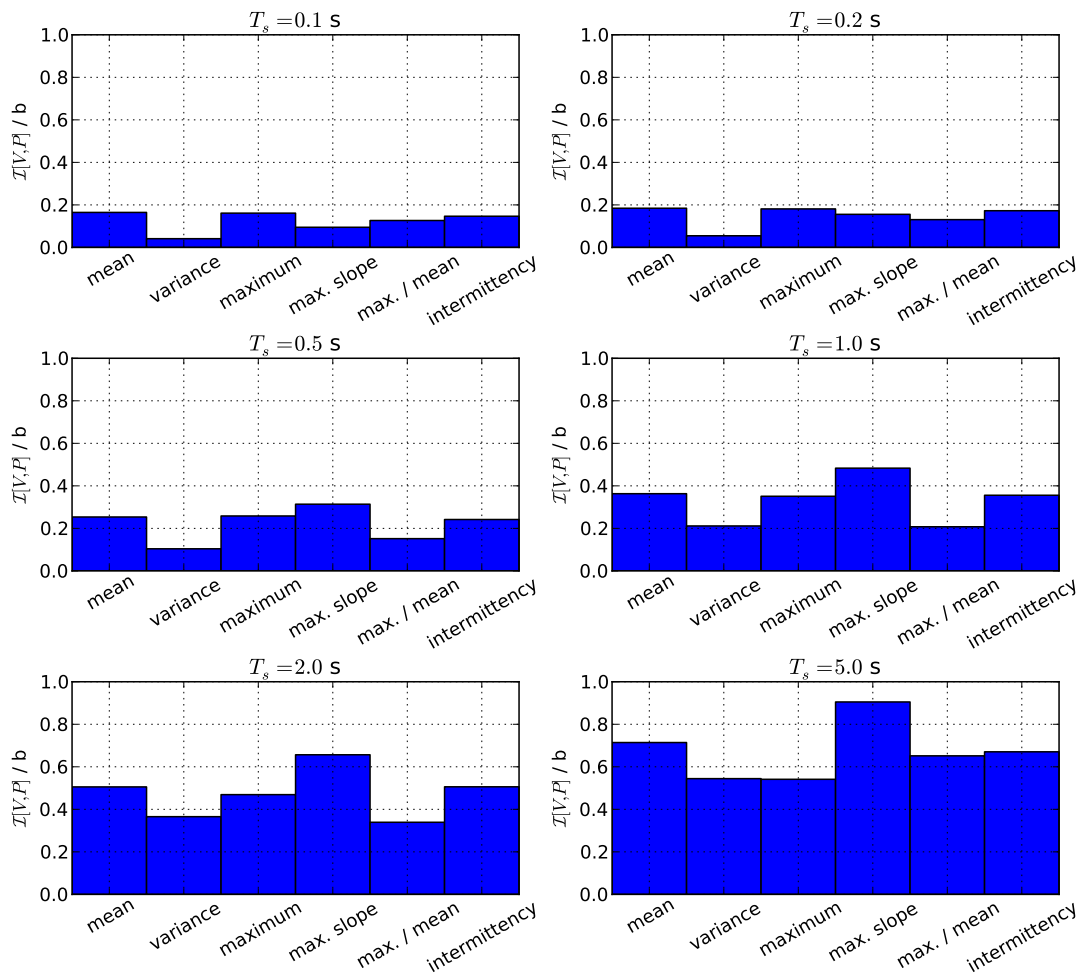 T_s = 0.1 s
1.0
0.8
0.6
0.4
0.2
0.0
I[V,P] / b
mean variance maximum max. slope max. / mean intermittency
T_s = 0.2 s
1.0
0.8
0.6
0.4
0.2
0.0
I[V,P] / b
mean variance maximum max. slope max. / mean intermittency
T_s = 0.5 s
1.0
0.8
0.6
0.4
0.2
0.0
I[V,P] / b
mean variance maximum max. slope max. / mean intermittency
T_s = 1.0 s
1.0
0.8
0.6
0.4
0.2
0.0
I[V,P] / b
mean variance maximum max. slope max. / mean intermittency
T_s = 2.0 s
1.0
0.8
0.6
0.4
0.2
0.0
I[V,P] / b
mean variance maximum max. slope max. / mean intermittency
T_s = 5.0 s
1.0
0.8
0.6
0.4
0.2
0.0
I[V,P] / b
mean variance maximum max. slope max. / mean intermittency